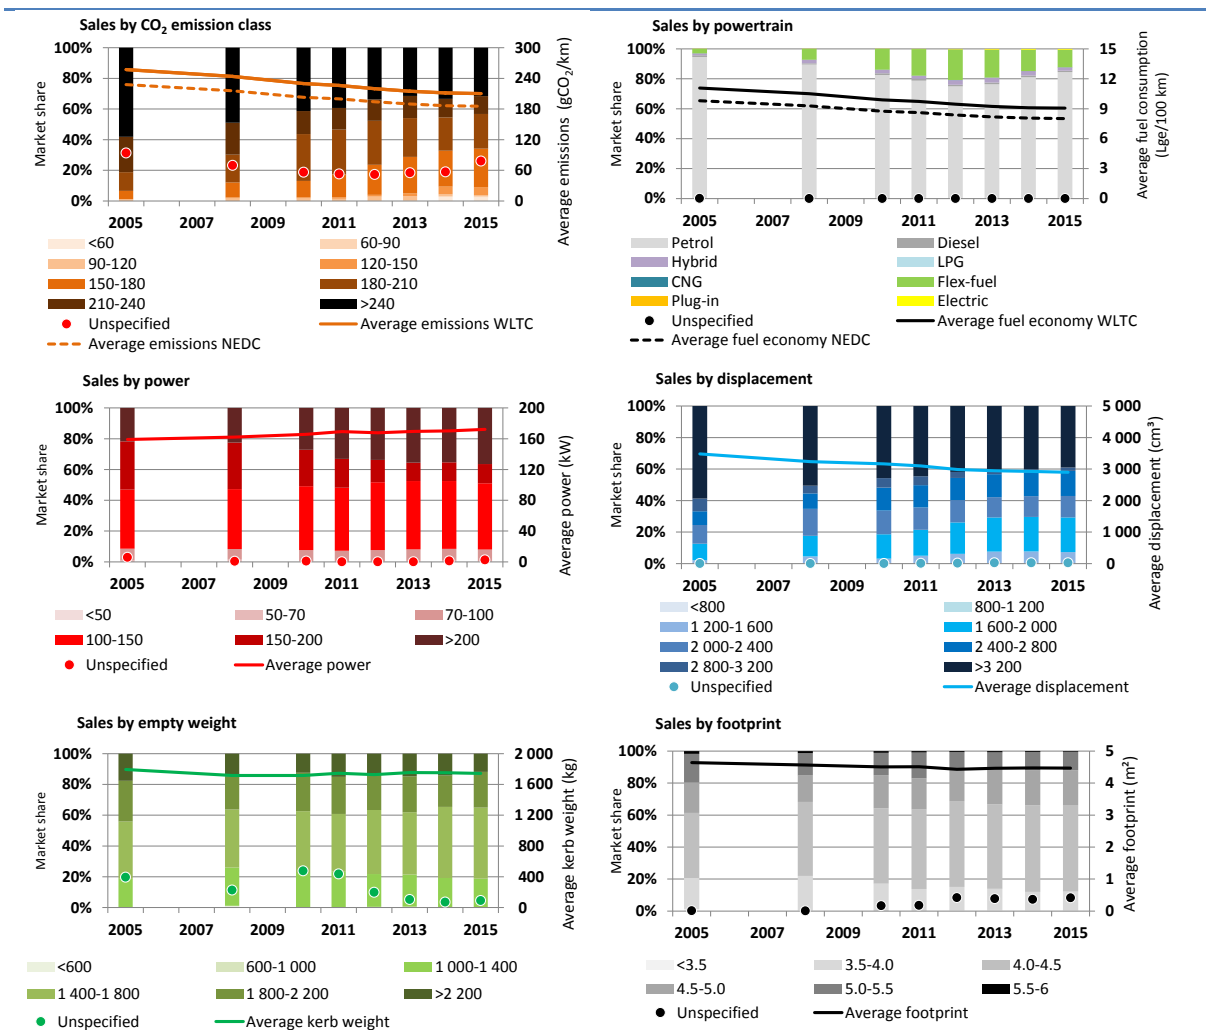 Sales by CO₂ emission class
100%
80%
60%
40%
20%
0%
Market share
300
240
180
120
60
0
Average emissions (gCO₂/km)
2005 2007 2009 2011 2013 2015
<60 60-90
90-120 120-150
150-180 180-210
210-240 >240
Unspecified Average emissions WLTC
Average emissions NEDC
Sales by powertrain
100%
80%
60%
40%
20%
0%
Market share
15
12
9
6
3
0
Average fuel consumption
(Lge/100 km)
2005 2007 2009 2011 2013 2015
Petrol Diesel
Hybrid LPG
CNG Flex-fuel
Plug-in Electric
Unspecified Average fuel economy WLTC
Average fuel economy NEDC
Sales by power
100%
80%
60%
40%
20%
0%
Market share
200
160
120
80
40
0
Average power (kW)
2005 2007 2009 2011 2013 2015
<50 50-70 70-100
100-150 150-200 >200
Unspecified Average power
Sales by displacement
100%
80%
60%
40%
20%
0%
Market share
5 000
4 000
3 000
2 000
1 000
0
Average displacement (cm³)
2005 2007 2009 2011 2013 2015
<800 800-1 200
1 200-1 600 1 600-2 000
2 000-2 400 2 400-2 800
2 800-3 200 >3 200
Unspecified Average displacement
Sales by empty weight
100%
80%
60%
40%
20%
0%
Market share
2 000
1 600
1 200
800
400
0
Average kerb weight (kg)
2005 2007 2009 2011 2013 2015
<600 600-1 000 1 000-1 400
1 400-1 800 1 800-2 200 >2 200
Unspecified Average kerb weight
Sales by footprint
100%
80%
60%
40%
20%
0%
Market share
5
4
3
2
1
0
Average footprint (m²)
2005 2007 2009 2011 2013 2015
<3.5 3.5-4.0 4.0-4.5
4.5-5.0 5.0-5.5 5.5-6
Unspecified Average footprint